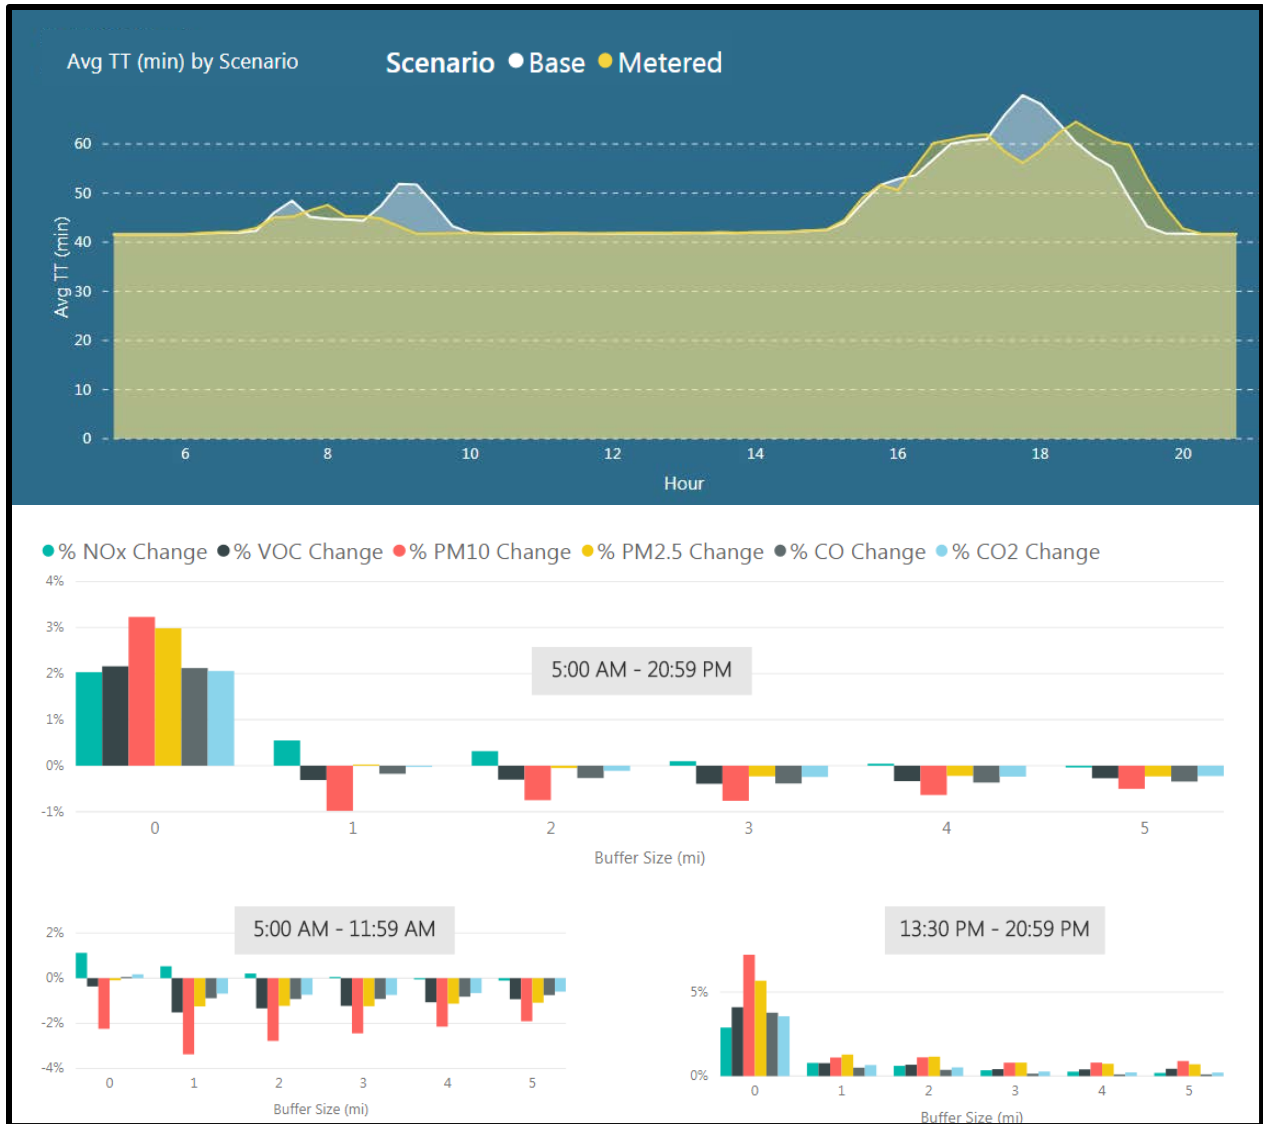 Avg TT (min) by Scenario
Scenario Base Metered
Avg TT (min)
60
50
40
30
20
10
0
6 8 10 12 14 16 18 20
Hour
% NOx Change % VOC Change % PM10 Change % PM2.5 Change % CO Change % CO2 Change
4%
3%
2%
1%
0%
-1%
5:00 AM - 20:59 PM
0 1 2 3 4 5
Buffer Size (mi)
5:00 AM - 11:59 AM
2%
0%
-2%
-4%
0 1 2 3 4 5
Buffer Size (mi)
13:30 PM - 20:59 PM
5%
0%
0 1 2 3 4 5
Buffer Size (mi)